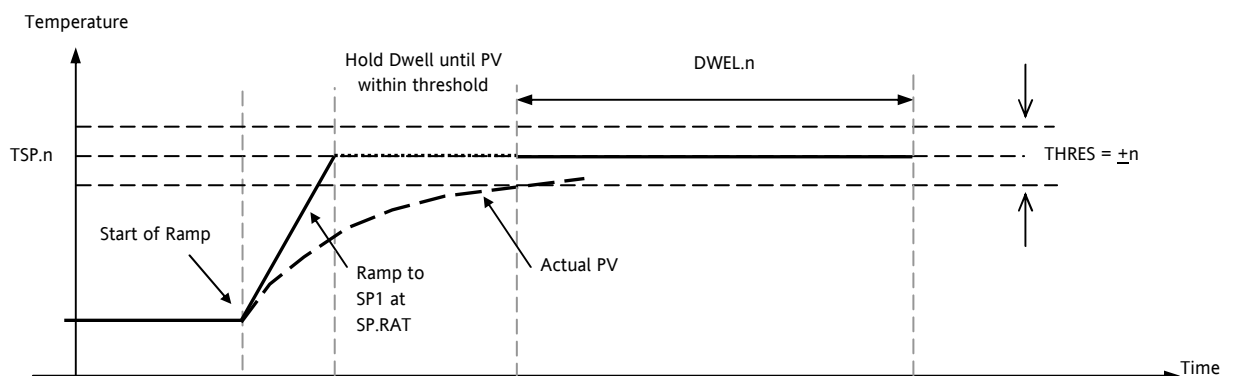 Temperature
Hold Dwell until PV
within threshold
DWEL.n
TSP.n
THRES = ±n
Start of Ramp
Actual PV
Ramp to
SP1 at
SP.RAT
Time